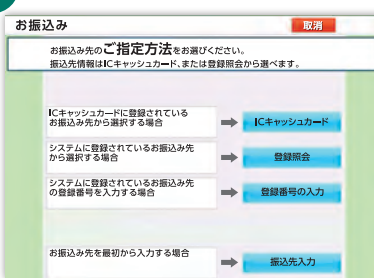 お振込み
取消
お振込み先のご指定方法をお選びください。
振込先情報はICキャッシュカード、または登録照会から選べます。
ICキャッシュカードに登録されている
お振込み先から選択する場合
ICキャッシュカード
システムに登録されているお振込み先
から選択する場合
登録照会
システムに登録されているお振込み先
の登録番号を入力する場合
登録番号の入力
お振込み先を最初から入力する場合
振込先入力